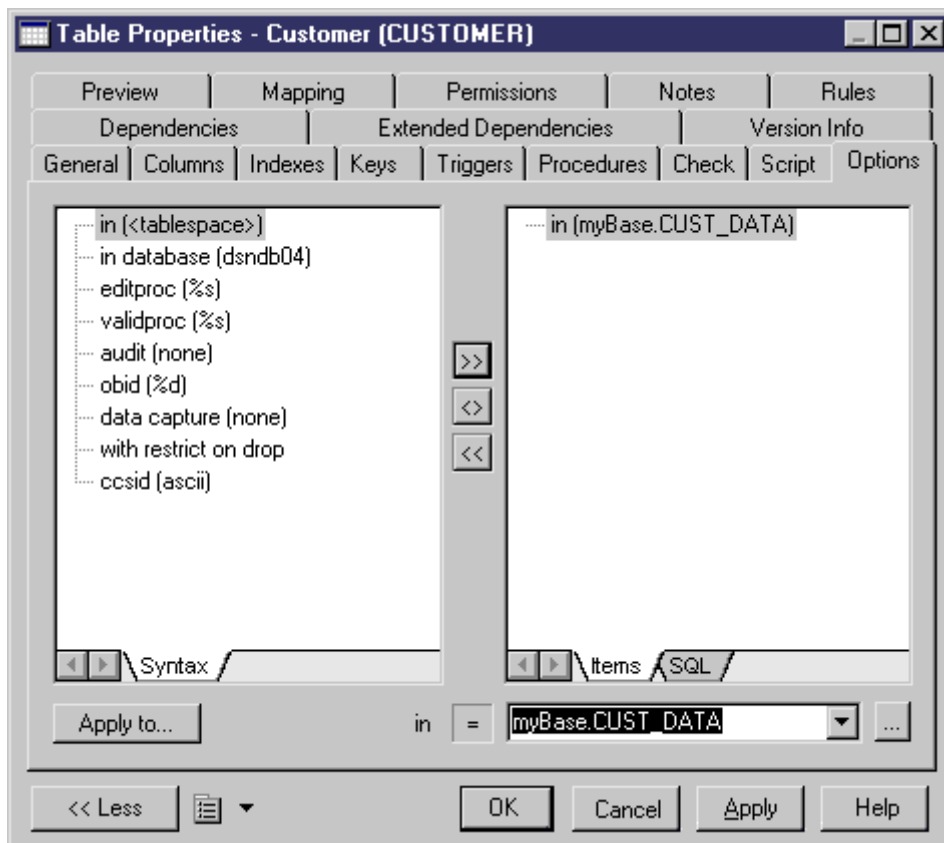 Table Properties - Customer (CUSTOMER)
Preview Mapping Permissions Notes Rules
Dependencies Extended Dependencies Version Info
General Columns Indexes Keys Triggers Procedures Check Script Options
in (<tablespace>)
in database (dsndb04)
editproc (%s)
validproc (%s)
audit (none)
obid (%d)
data capture (none)
with restrict on drop
ccsid (ascii)
Syntax
>>
<>
<<
in (myBase.CUST_DATA)
Items SQL
Apply to... in = myBase.CUST_DATA ...
<< Less OK Cancel Apply Help